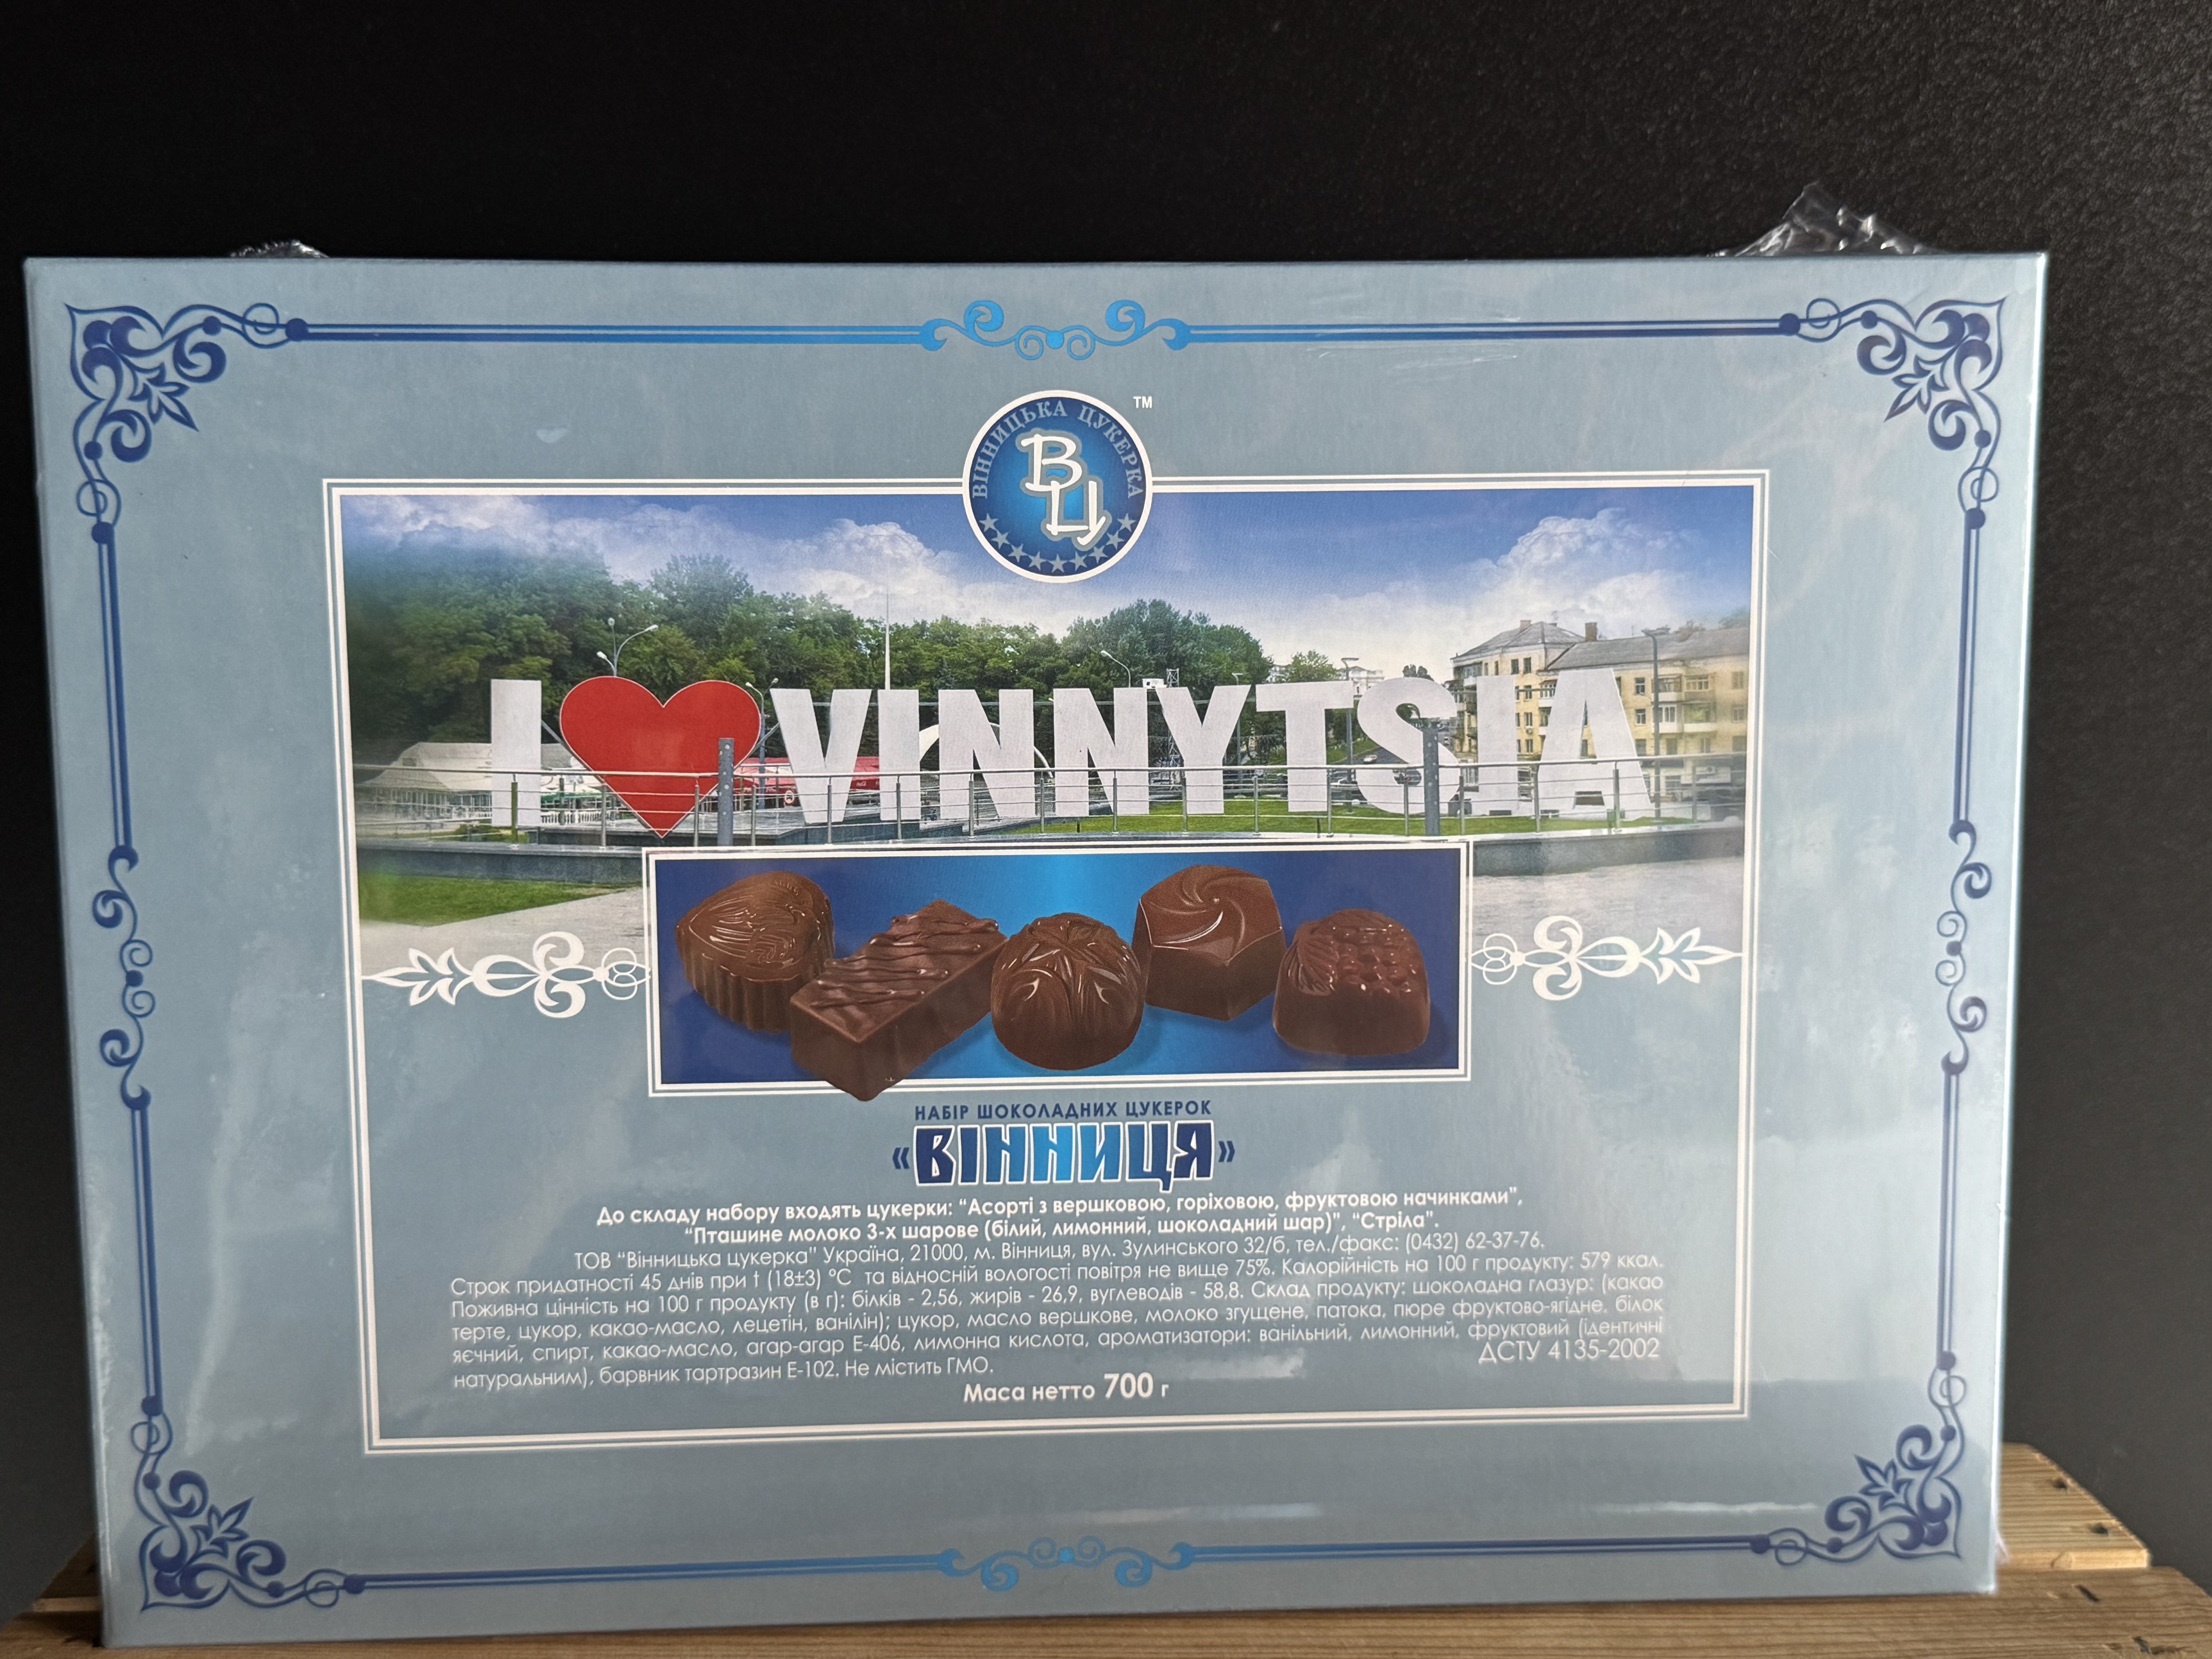 ВІННИЦЬКА ЦУКЕРКА
ВЦ
TM
I VINNYTSIA
НАБІР ШОКОЛАДНИХ ЦУКЕРОК
«ВІННИЦЯ»
До складу набору входять цукерки: “Асорті з вершковою, горіховою, фруктовою начинками”,
“Пташине молоко 3-х шарове (білий, лимонний, шоколадний шар)”, “Стріла”.
ТОВ “Вінницька цукерка” Україна, 21000, м. Вінниця, вул. Зулинського 32/б, тел./факс: (0432) 62-37-76.
Строк придатності 45 днів при t (18±3) °С та відносній вологості повітря не вище 75%. Калорійність на 100 г продукту: 579 ккал.
Поживна цінність на 100 г продукту (в г): білків - 2,56, жирів - 26,9, вуглеводів - 58,8. Склад продукту: шоколадна глазур: (какао
терте, цукор, какао-масло, лецетін, ванілін); цукор, масло вершкове, молоко згущене, патока, пюре фруктово-ягідне, білок
яєчний, спирт, какао-масло, агар-агар Е-406, лимонна кислота, ароматизатори: ванільний, лимонний, фруктовий (ідентичні
натуральним), барвник тартразин Е-102. Не містить ГМО.
ДСТУ 4135-2002
Маса нетто 700 г